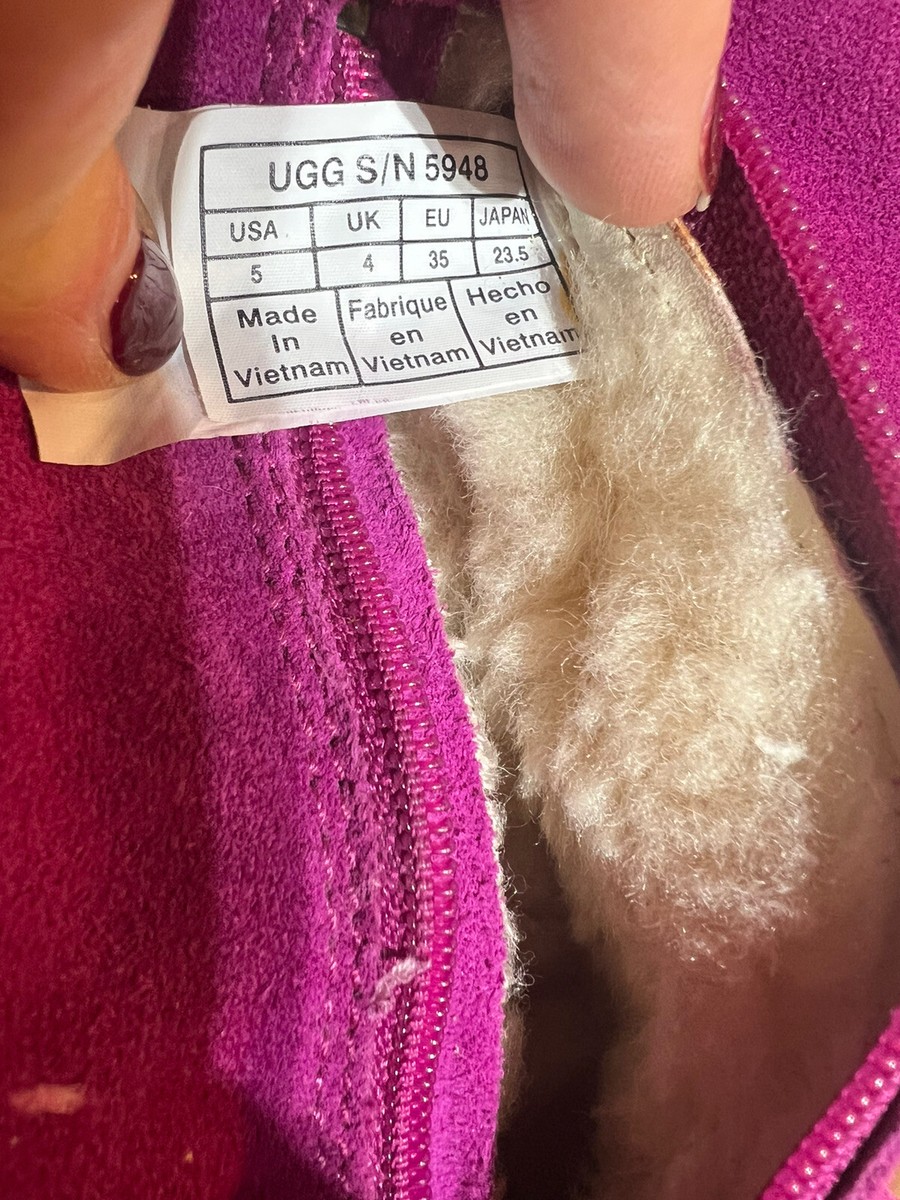 UGG S/N 5948
USA UK EU JAPAN
5 4 35 23.5
Made
In
Vietnam
Fabrique
en
Vietnam
Hecho
en
Vietnam